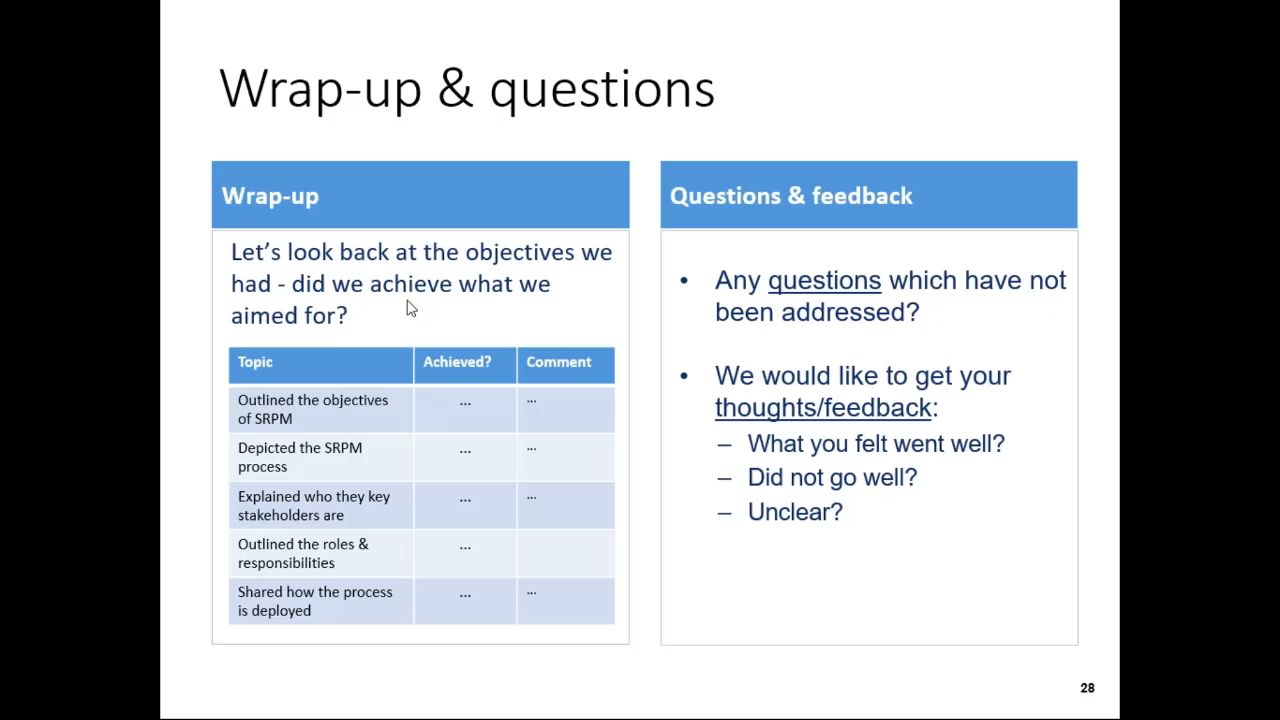 Wrap-up & questions
Wrap-up
Let's look back at the objectives we
had - did we achieve what we
aimed for?
Topic Achieved? Comment
Outlined the objectives
of SRPM ... ...
Depicted the SRPM
process ... ...
Explained who they key
stakeholders are ... ...
Outlined the roles &
responsibilities ...
Shared how the process
is deployed ... ...
Questions & feedback
• Any questions which have not
been addressed?
• We would like to get your
thoughts/feedback:
– What you felt went well?
– Did not go well?
– Unclear?
28